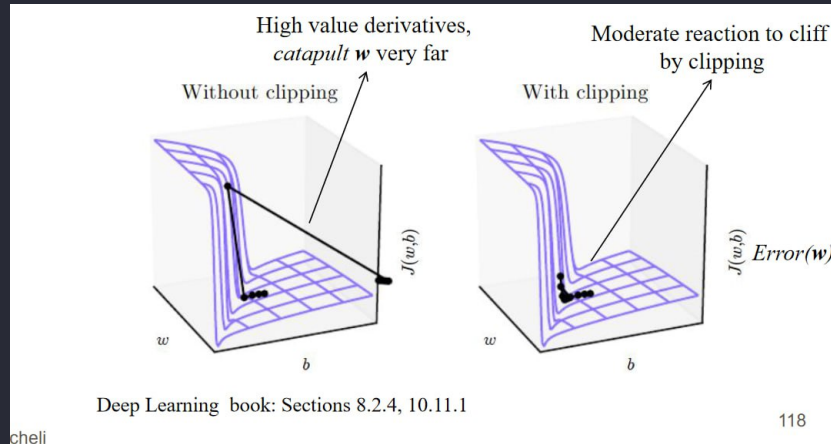 High value derivatives,
catapult w very far
Moderate reaction to cliff
by clipping
Without clipping
With clipping
J(w,b)
w
b
J(w,b)
Error(w)
w
b
Deep Learning book: Sections 8.2.4, 10.11.1
118
cheli